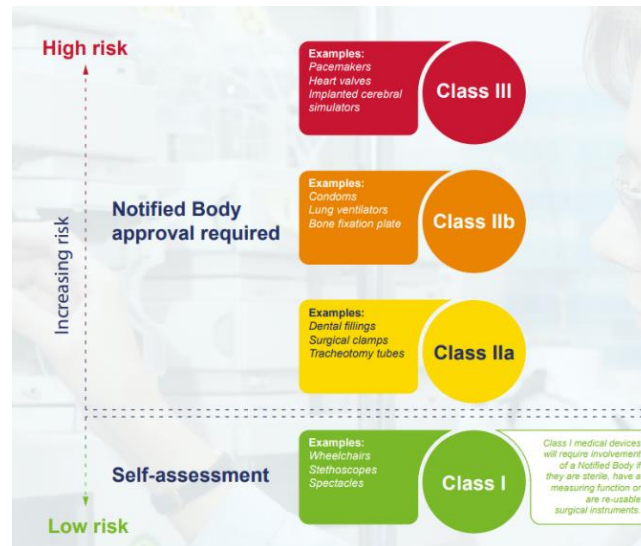 High risk
Examples:
Pacemakers
Heart valves
Implanted cerebral
simulators
Class III
Increasing risk
Notified Body
approval required
Examples:
Condoms
Lung ventilators
Bone fixation plate
Class IIb
Examples:
Dental fillings
Surgical clamps
Tracheotomy tubes
Class IIa
Self-assessment
Examples:
Wheelchairs
Stethoscopes
Spectacles
Class I
Class I medical devices
will require involvement
of a Notified Body if
they are sterile, have a
measuring function or
are re-usable
surgical instruments.
Low risk